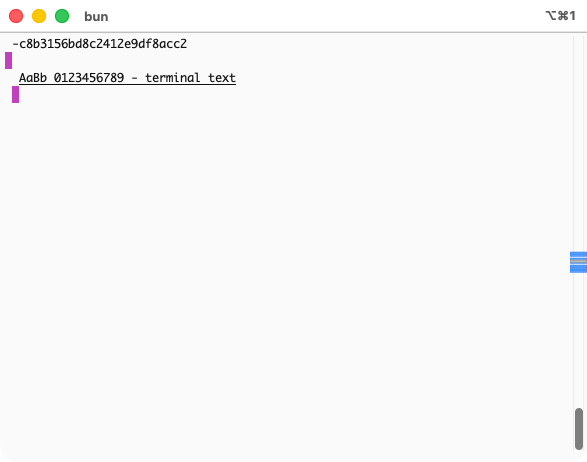 bun
⌥⌘1
-c8b3156bd8c2412e9df8acc2
AaBb 0123456789 - terminal text